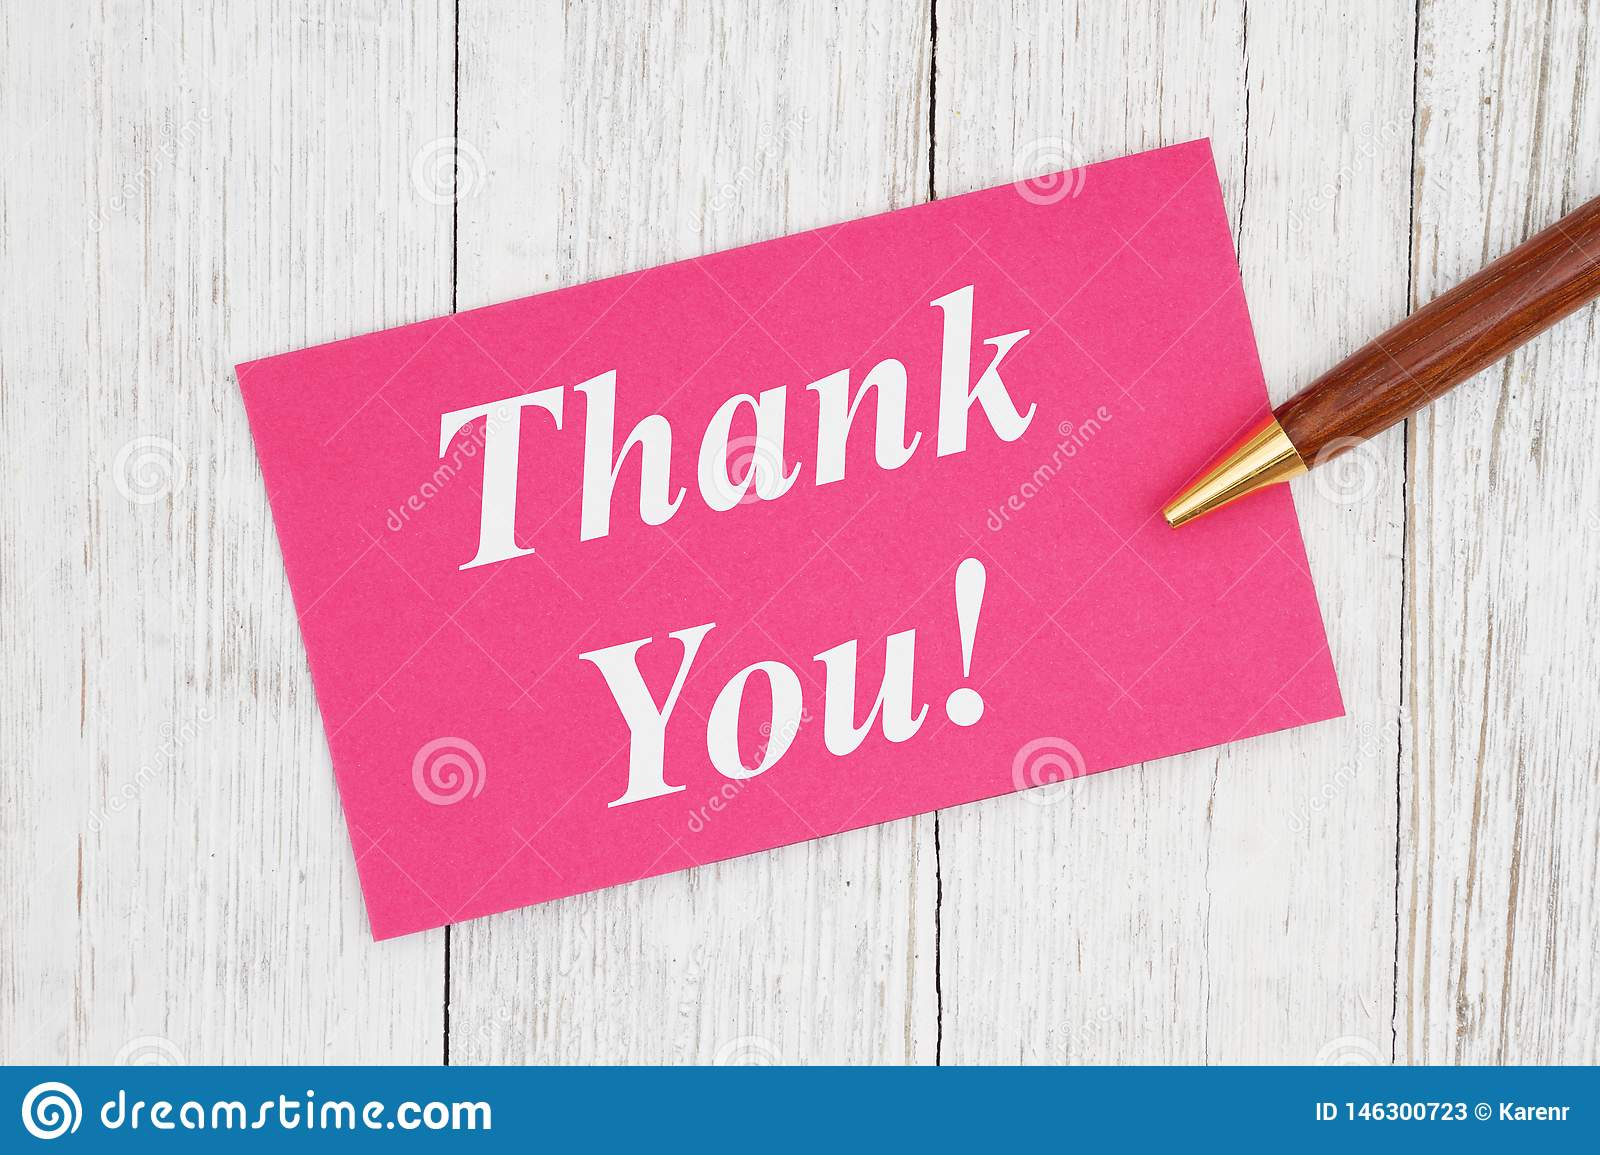 Thank
You!
dreamstime.com
ID 146300723 © Karenr